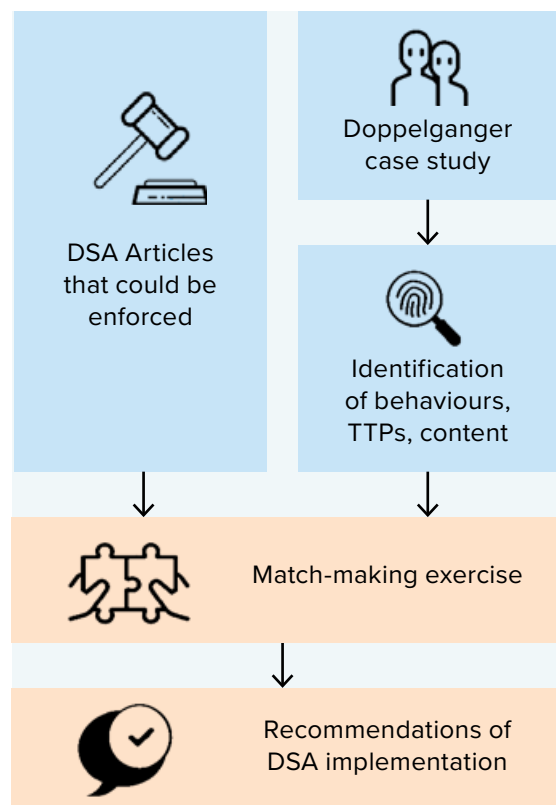 DSA Articles
that could be
enforced
Doppelganger
case study
Identification
of behaviours,
TTPs, content
Match-making exercise
Recommendations of
DSA implementation